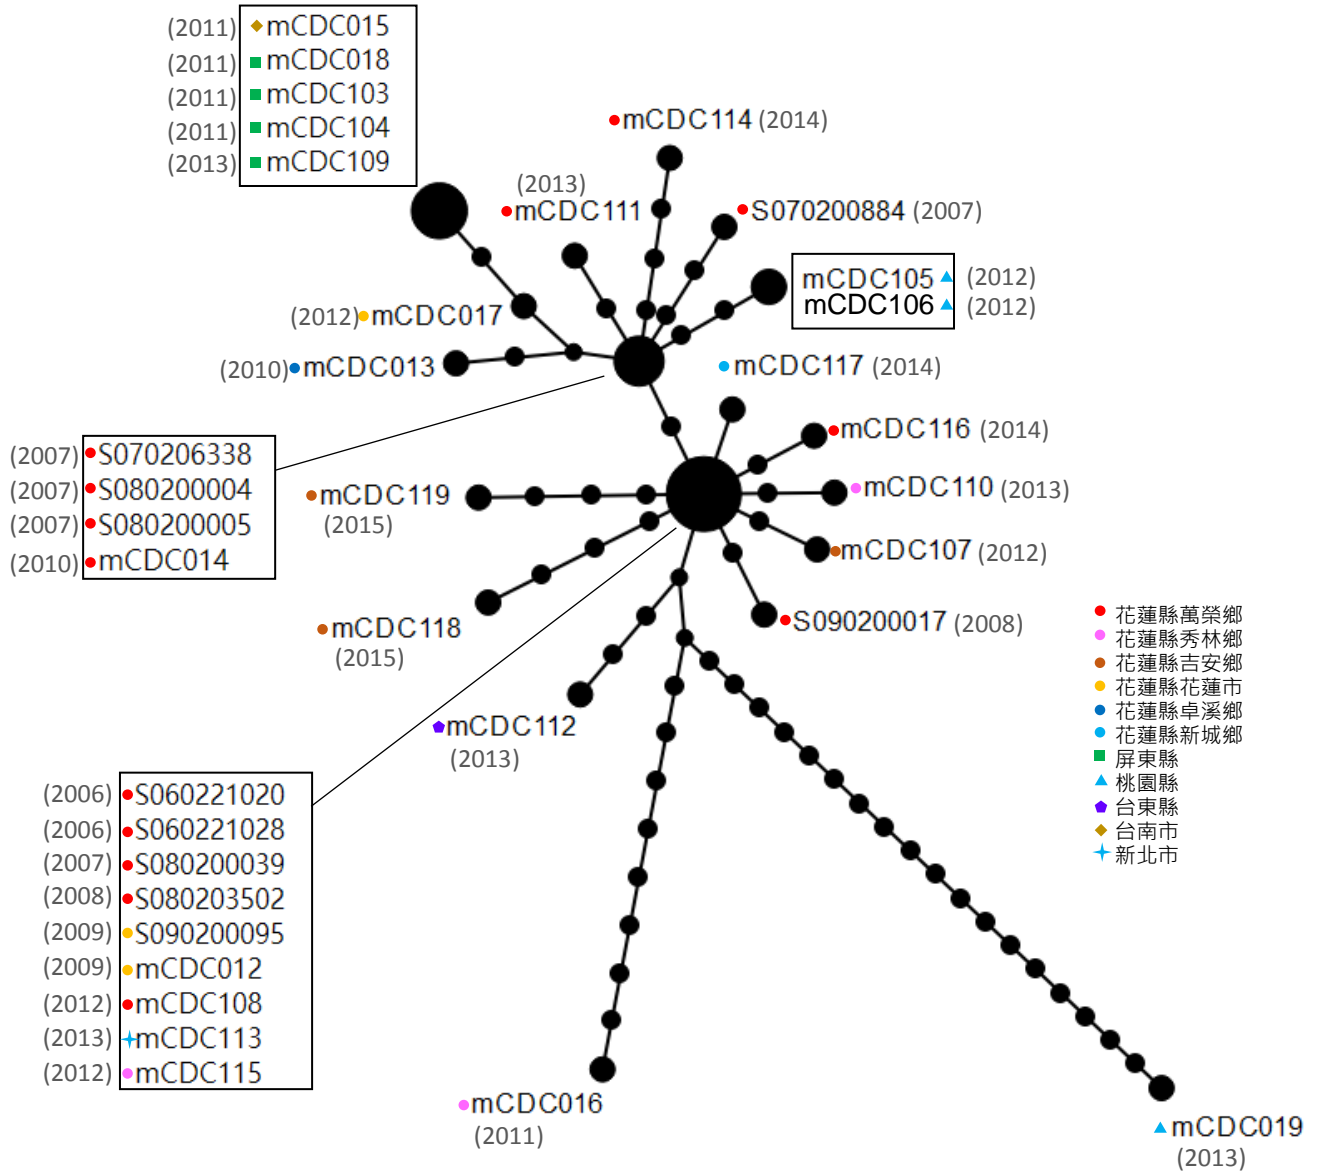 (2011) mCDC015
(2011) mCDC018
(2011) mCDC103
(2011) mCDC104
(2013) mCDC109
mCDC114 (2014)
(2013)
mCDC111
S070200884 (2007)
mCDC105 (2012)
mCDC106 (2012)
(2012) mCDC017
(2010) mCDC013
mCDC117 (2014)
mCDC116 (2014)
(2007) S070206338
(2007) S080200004
(2007) S080200005
(2010) mCDC014
mCDC119
(2015)
mCDC110 (2013)
mCDC107 (2012)
mCDC118
(2015)
S090200017 (2008)
mCDC112
(2013)
花蓮縣萬榮鄉
花蓮縣秀林鄉
花蓮縣吉安鄉
花蓮縣花蓮市
花蓮縣卓溪鄉
花蓮縣新城鄉
屏東縣
桃園縣
台東縣
台南市
新北市
(2006) S060221020
(2006) S060221028
(2007) S080200039
(2008) S080203502
(2009) S090200095
(2009) mCDC012
(2012) mCDC108
(2013) mCDC113
(2012) mCDC115
mCDC016
(2011)
mCDC019
(2013)